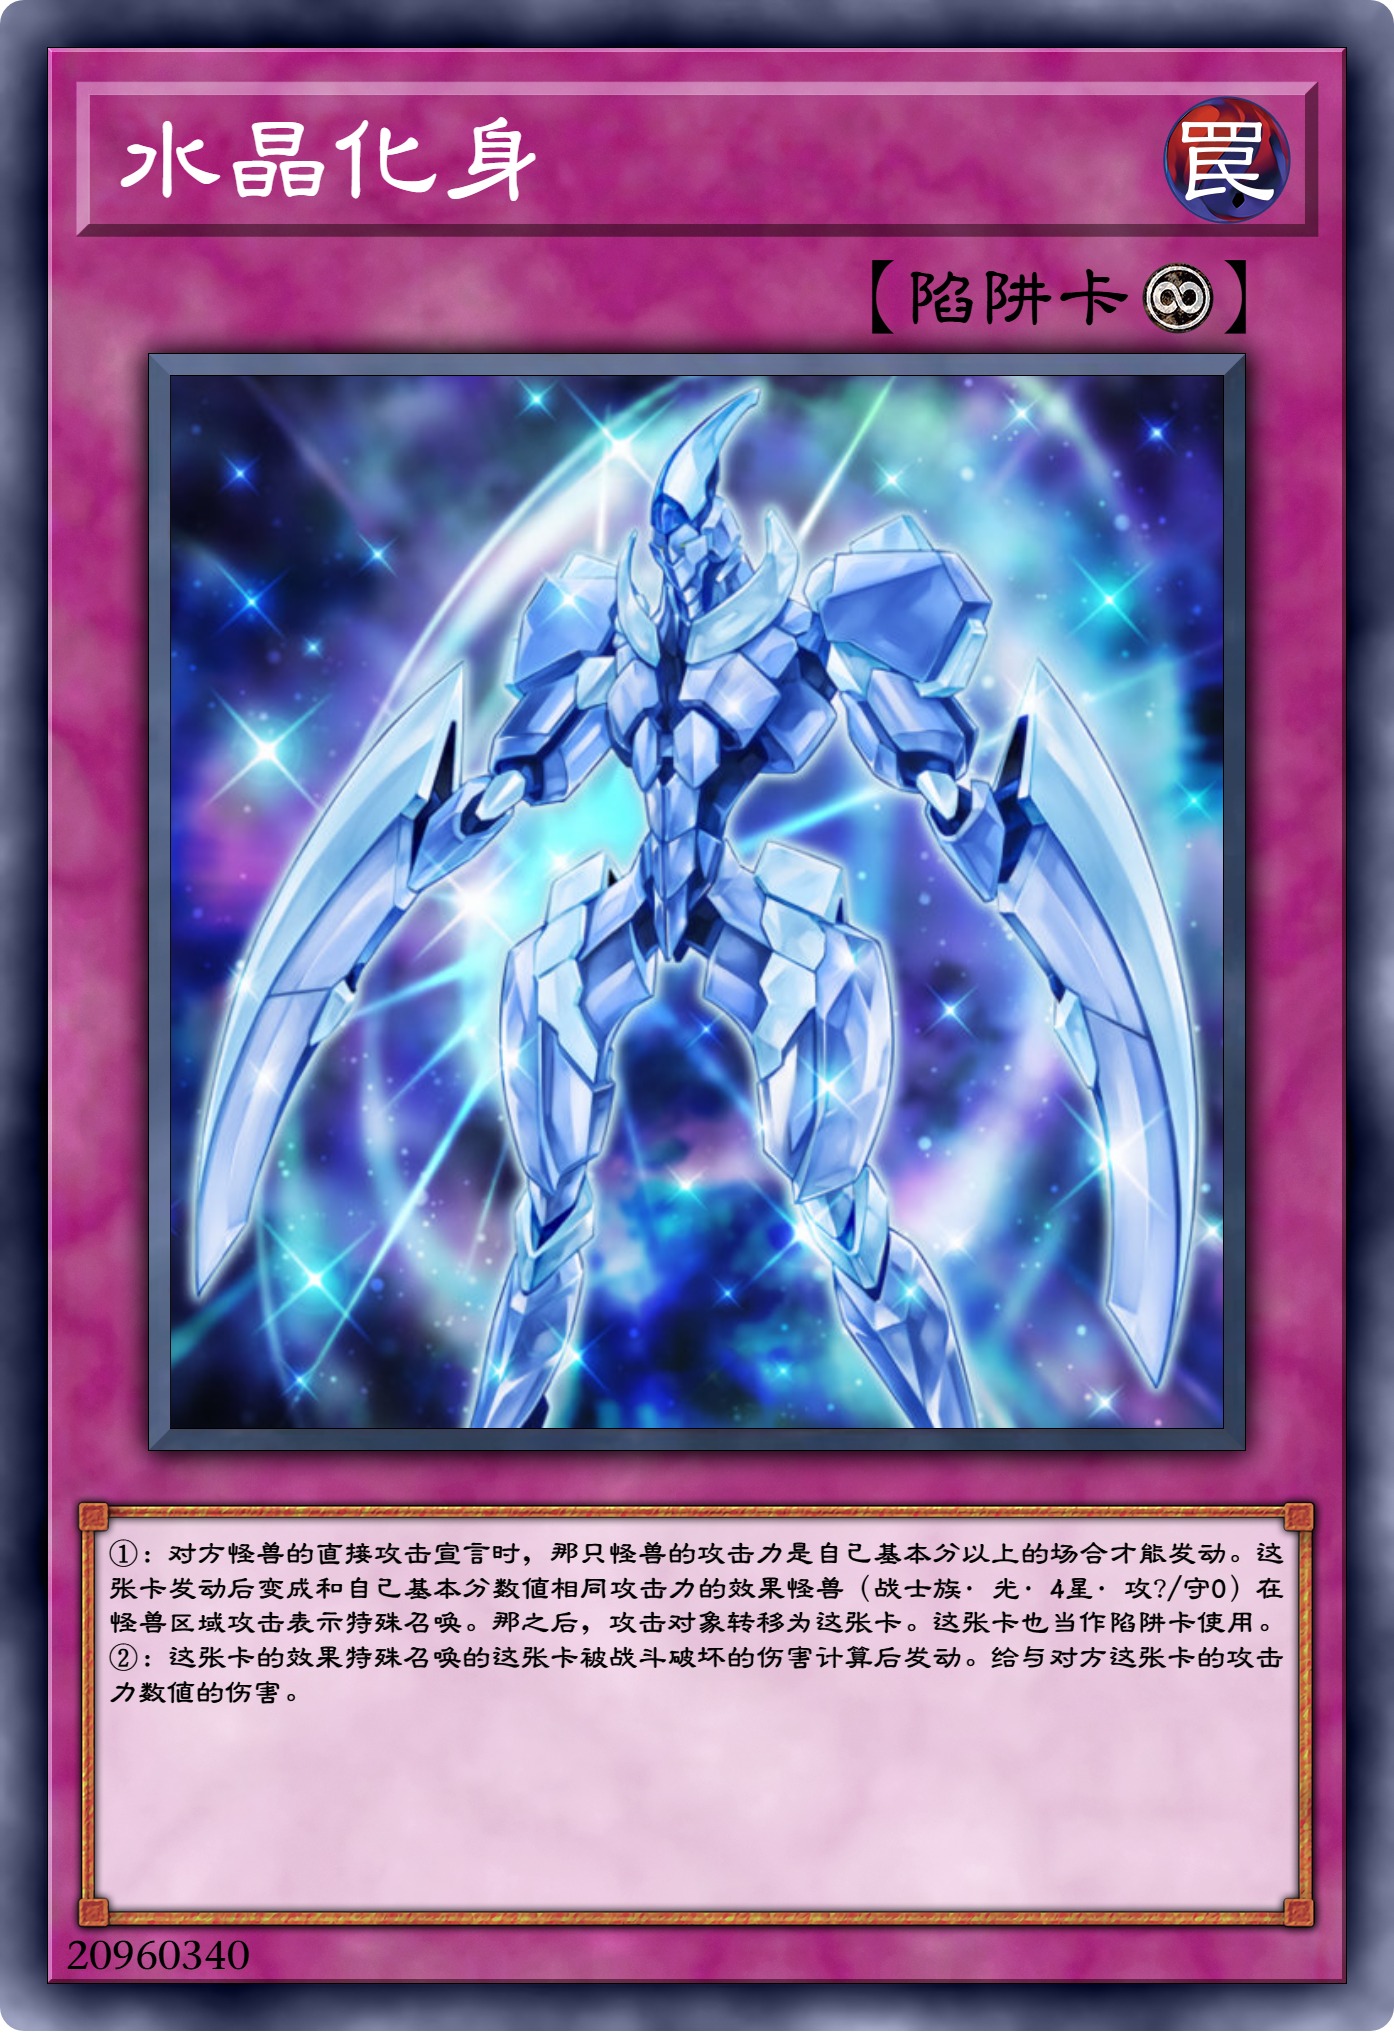 水晶化身
罠
【陷阱卡】
①：对方怪兽的直接攻击宣言时，那只怪兽的攻击力是自己基本分以上的场合才能发动。这
张卡发动后变成和自己基本分数值相同攻击力的效果怪兽（战士族·光·4星·攻?/守0）在
怪兽区域攻击表示特殊召唤。那之后，攻击对象转移为这张卡。这张卡也当作陷阱卡使用。
②：这张卡的效果特殊召唤的这张卡被战斗破坏的伤害计算后发动。给与对方这张卡的攻击
力数值的伤害。
20960340